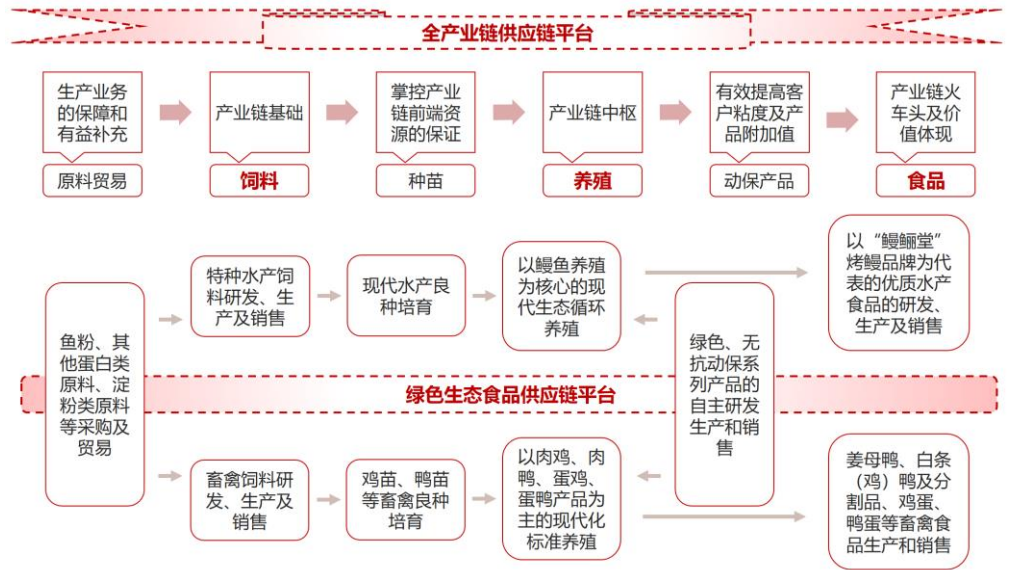 全产业链供应链平台
生产业务
的保障和
有益补充
产业链基础
掌控产业
链前端资
源的保证
产业链中枢
有效提高客
户粘度及产
品附加值
产业链火
车头及价
值体现
原料贸易
饲料
种苗
养殖
动保产品
食品
鱼粉、其
他蛋白类
原料、淀
粉类原料
等采购及
贸易
特种水产饲
料研发、生
产及销售
现代水产良
种培育
以鳗鱼养殖
为核心的现
代生态循环
养殖
绿色、无
抗动保系
列产品的
自主研发
生产和销
售
以“鳗鲡堂”
烤鳗品牌为代
表的优质水产
食品的研发、
生产及销售
绿色生态食品供应链平台
畜禽饲料研
发、生产及
销售
鸡苗、鸭苗
等畜禽良种
培育
以肉鸡、肉
鸭、蛋鸡、
蛋鸭产品为
主的现代化
标准养殖
姜母鸭、白条
（鸡）鸭及分
割品、鸡蛋、
鸭蛋等畜禽食
品生产和销售